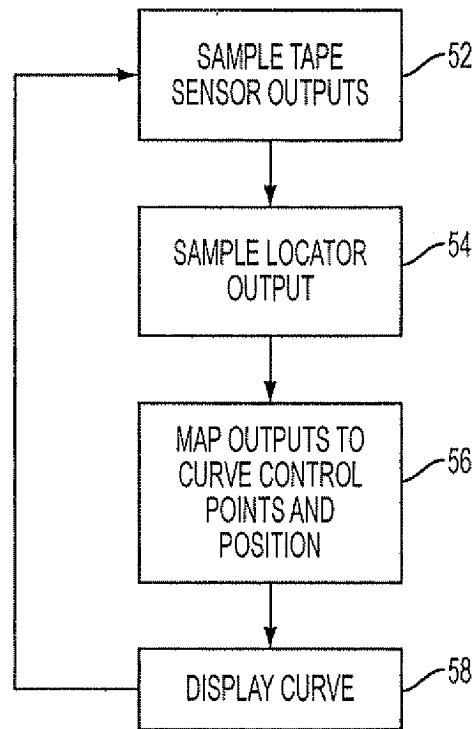 SAMPLE TAPE
SENSOR OUTPUTS
52
SAMPLE LOCATOR
OUTPUT
54
MAP OUTPUTS TO
CURVE CONTROL
POINTS AND
POSITION
56
DISPLAY CURVE
58